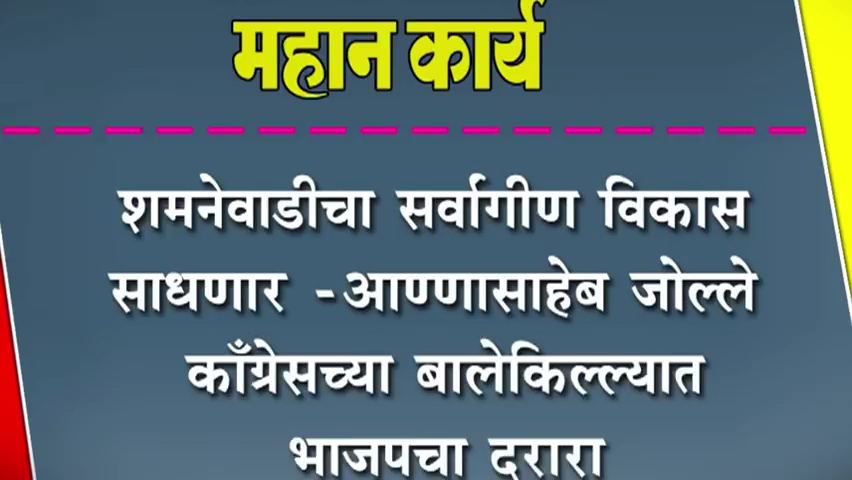 महान कार्य
शमनेवाडीचा सर्वागीण विकास
साधणार -आण्णासाहेब जोल्ले
काँग्रेसच्या बालेकिल्ल्यात
भाजपचा दरारा